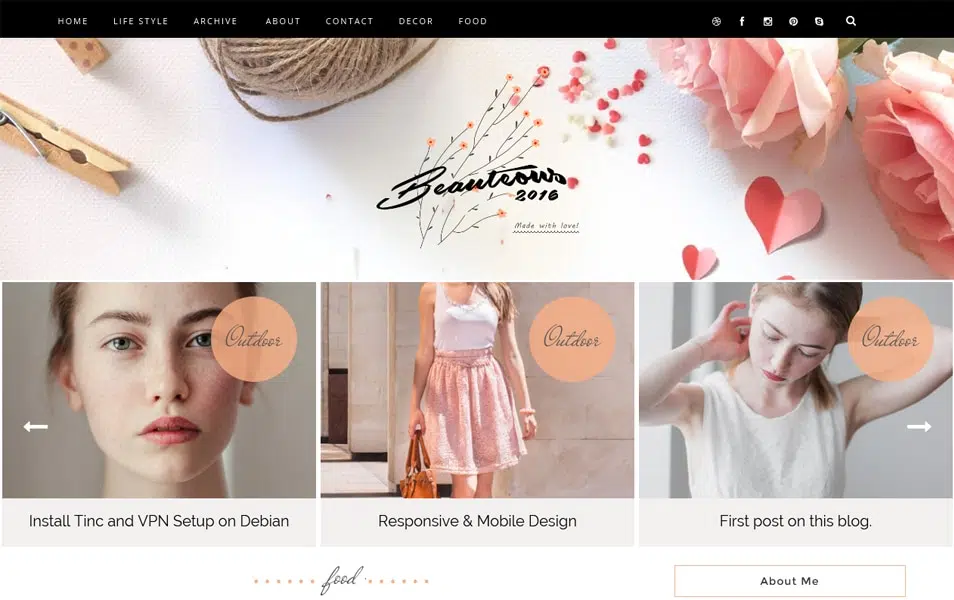 HOME LIFE STYLE ARCHIVE ABOUT CONTACT DECOR FOOD
Beauteous
2016
Made with love!
Outdoor Outdoor Outdoor
Install Tinc and VPN Setup on Debian Responsive & Mobile Design First post on this blog.
food About Me